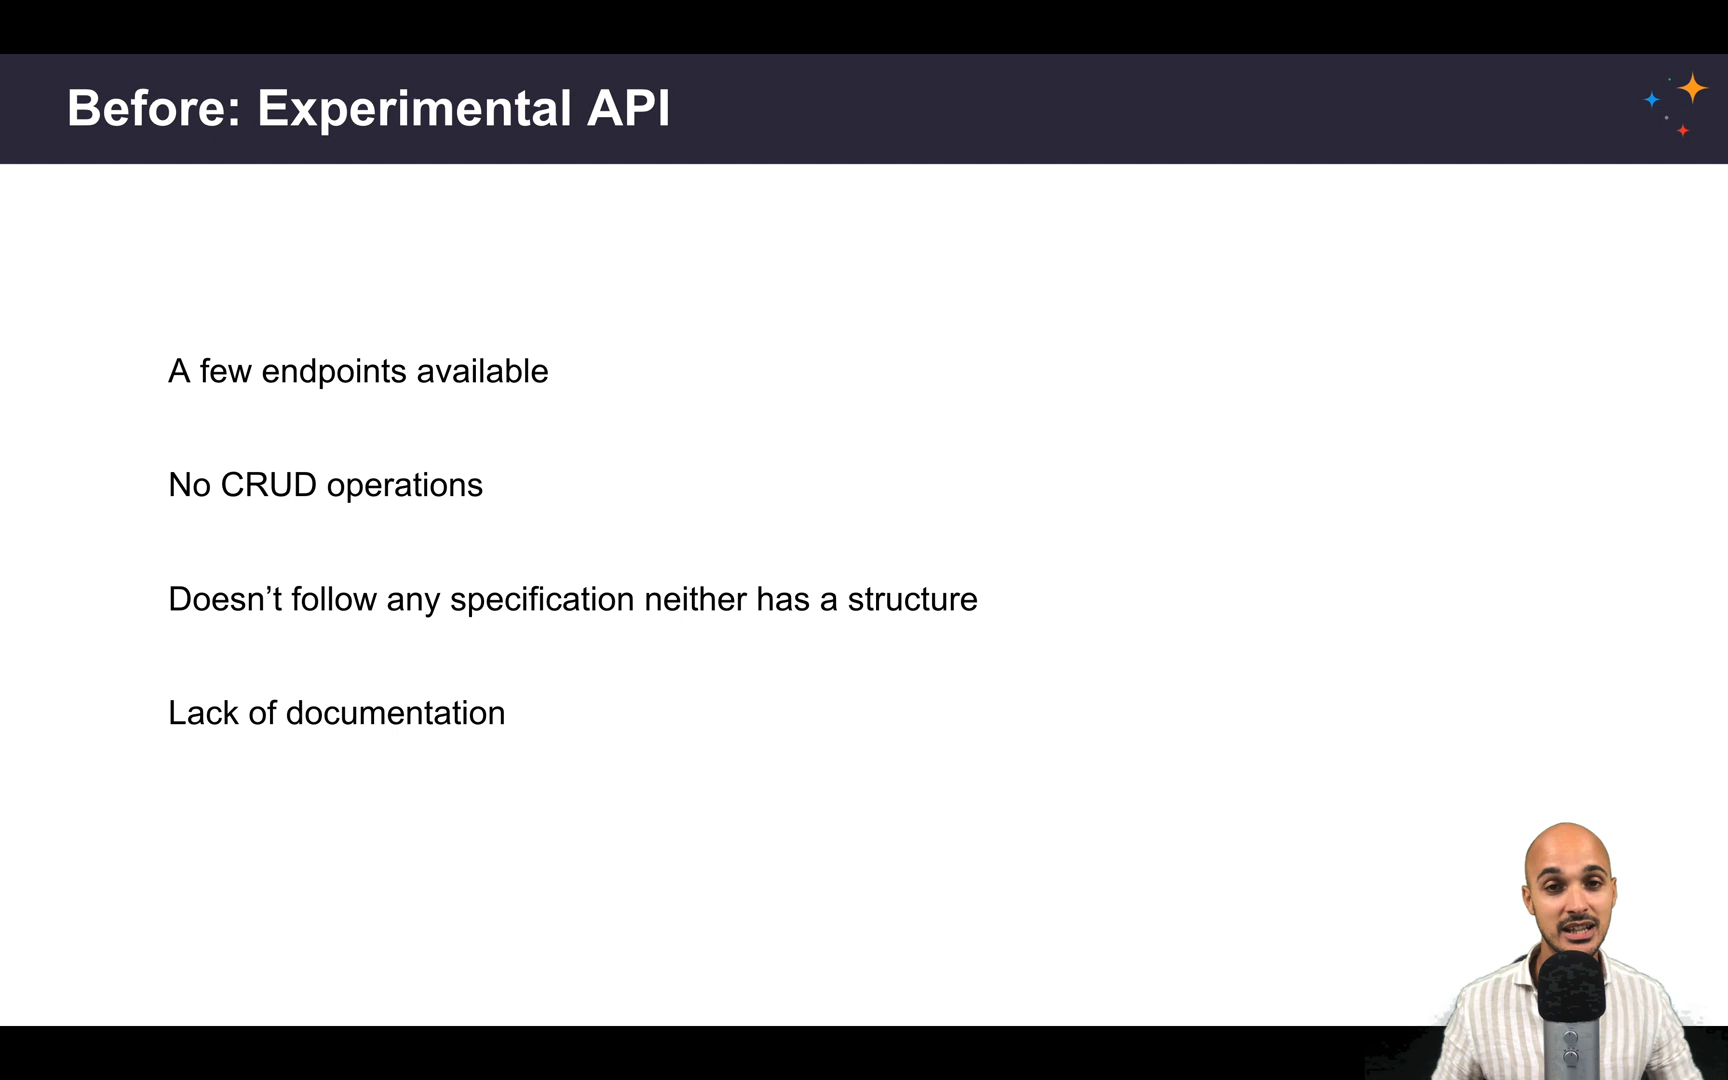 Before: Experimental API
A few endpoints available
No CRUD operations
Doesn’t follow any specification neither has a structure
Lack of documentation